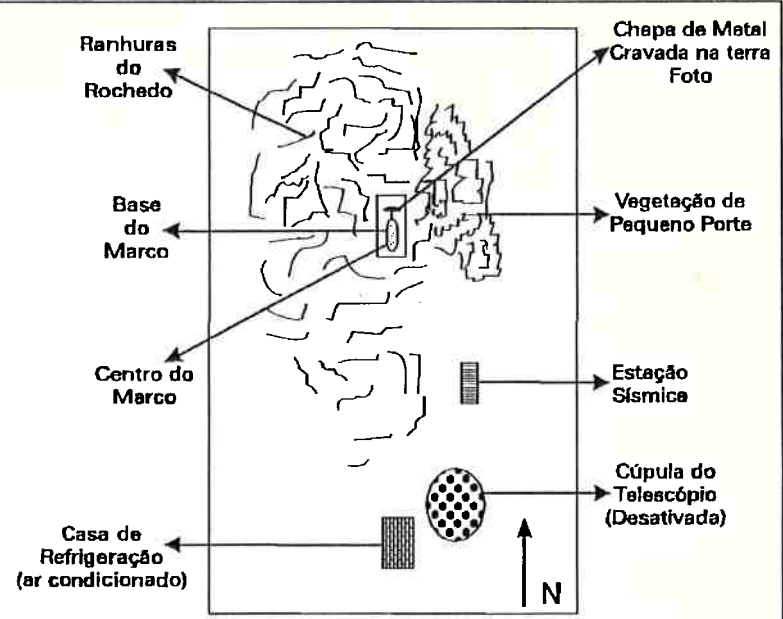 Ranhuras
do
Rochedo
Chapa de Metal
Cravada na terra
Foto
Base
do
Marco
Vegetação de
Pequeno Porte
Centro do
Marco
Estação
Sísmica
Cúpula do
Telescópio
(Desativada)
Casa de
Refrigeração
(ar condicionado)
N